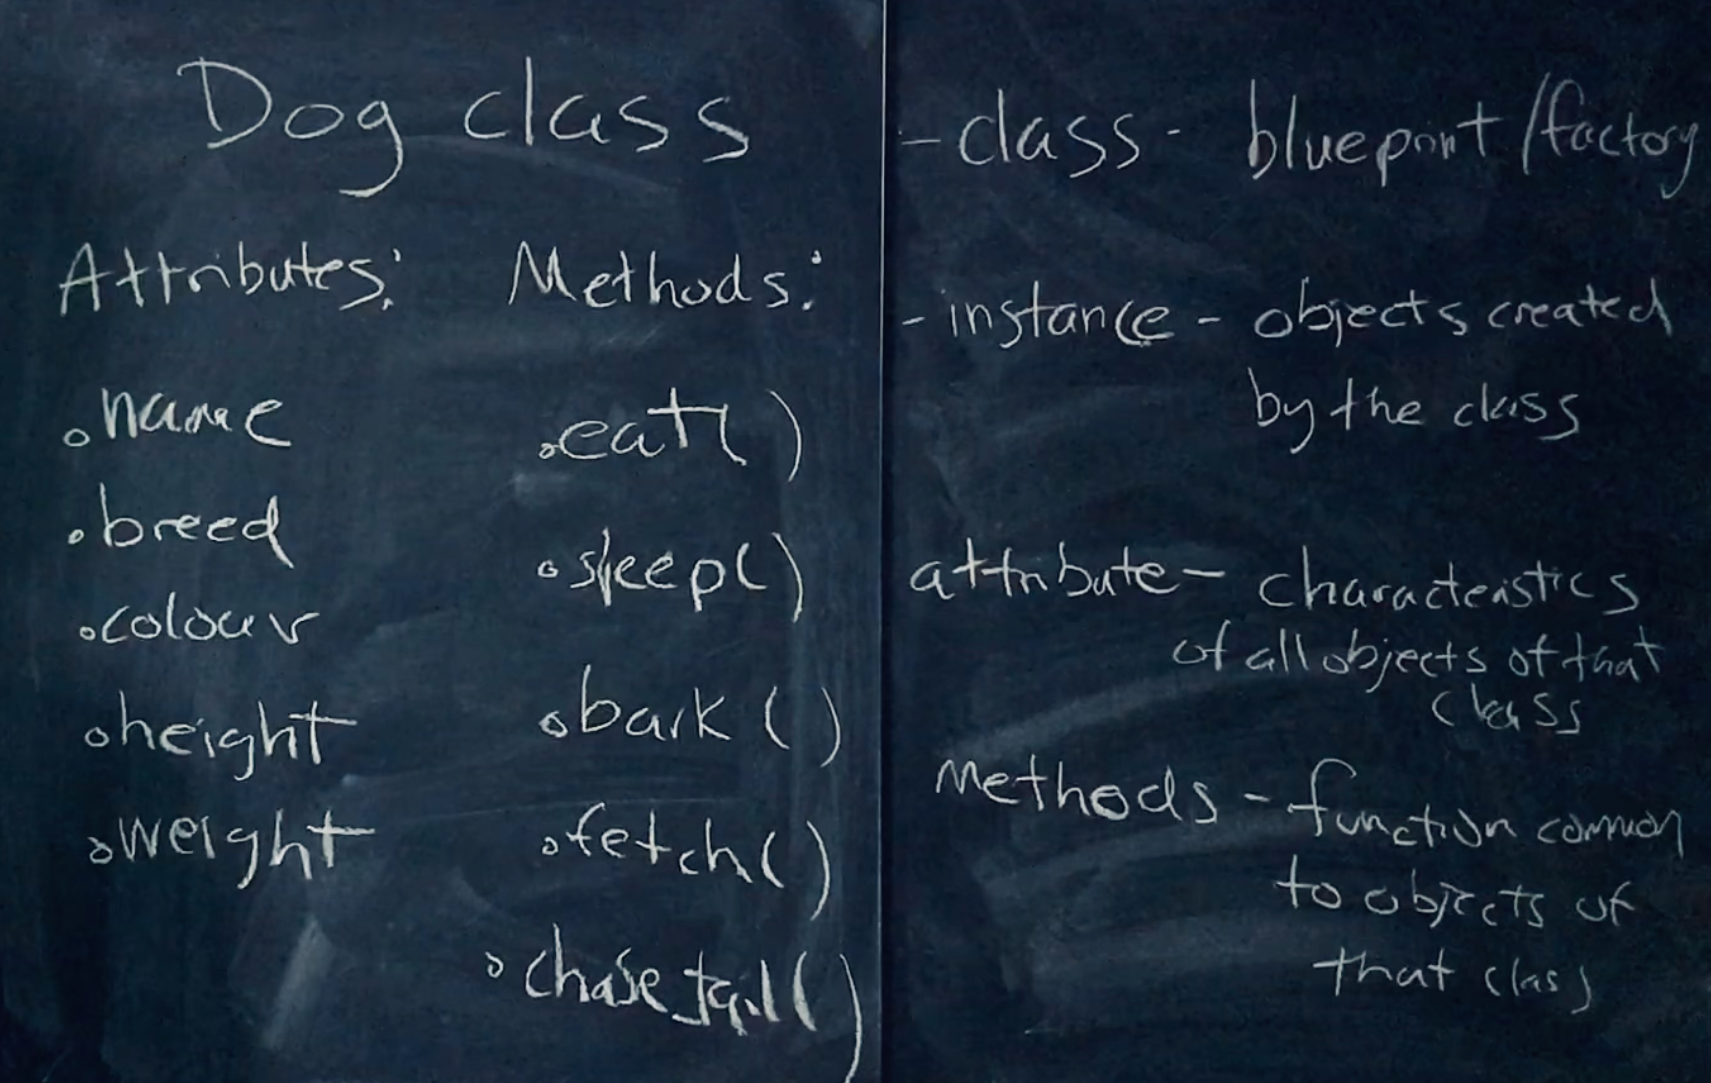 Dog class
Attributes:
∘ name
∘ breed
∘ colour
∘ height
∘ weight
Methods:
∘ eat()
∘ sleep()
∘ bark()
∘ fetch()
∘ chase_tail()
- class - blueprint/factory
- instance - objects created
by the class
attribute - characteristics
of all objects of that
class
methods - function common
to objects of
that class